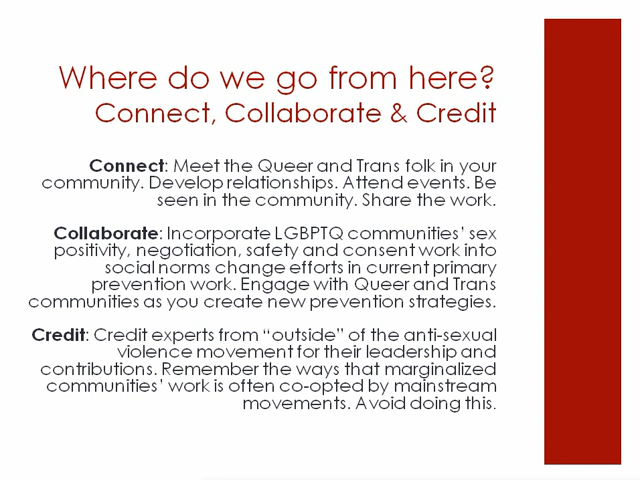 Where do we go from here?
Connect, Collaborate & Credit
Connect: Meet the Queer and Trans folk in your
community. Develop relationships. Attend events. Be
seen in the community. Share the work.
Collaborate: Incorporate LGBPTQ communities’ sex
positivity, negotiation, safety and consent work into
social norms change efforts in current primary
prevention work. Engage with Queer and Trans
communities as you create new prevention strategies.
Credit: Credit experts from “outside” of the anti-sexual
violence movement for their leadership and
contributions. Remember the ways that marginalized
communities’ work is often co-opted by mainstream
movements. Avoid doing this.